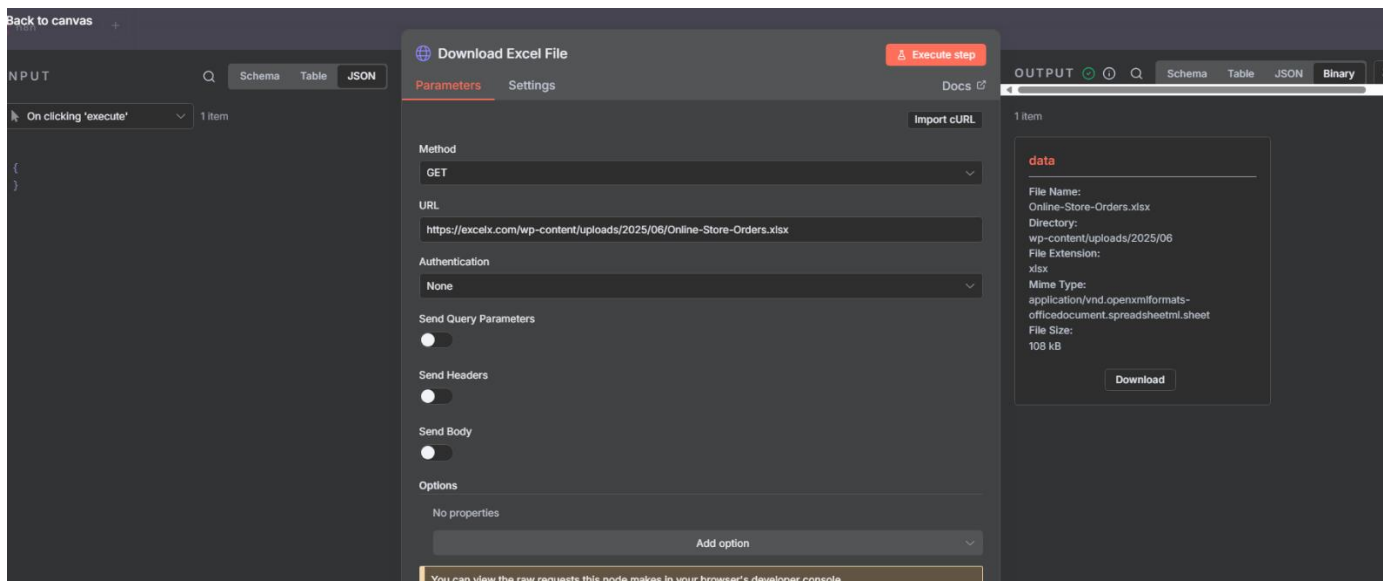 Back to canvas
+
NPUT
Schema Table JSON
On clicking 'execute'
1 item
{
}
Download Excel File
Execute step
Parameters Settings
Docs
Import cURL
Method
GET
URL
https://excelx.com/wp-content/uploads/2025/06/Online-Store-Orders.xlsx
Authentication
None
Send Query Parameters
Send Headers
Send Body
Options
No properties
Add option
You can view the raw requests this node makes in your browser's developer console
OUTPUT
Schema Table JSON Binary
1 item
data
File Name:
Online-Store-Orders.xlsx
Directory:
wp-content/uploads/2025/06
File Extension:
xlsx
Mime Type:
application/vnd.openxmlformats-
officedocument.spreadsheetml.sheet
File Size:
108 kB
Download